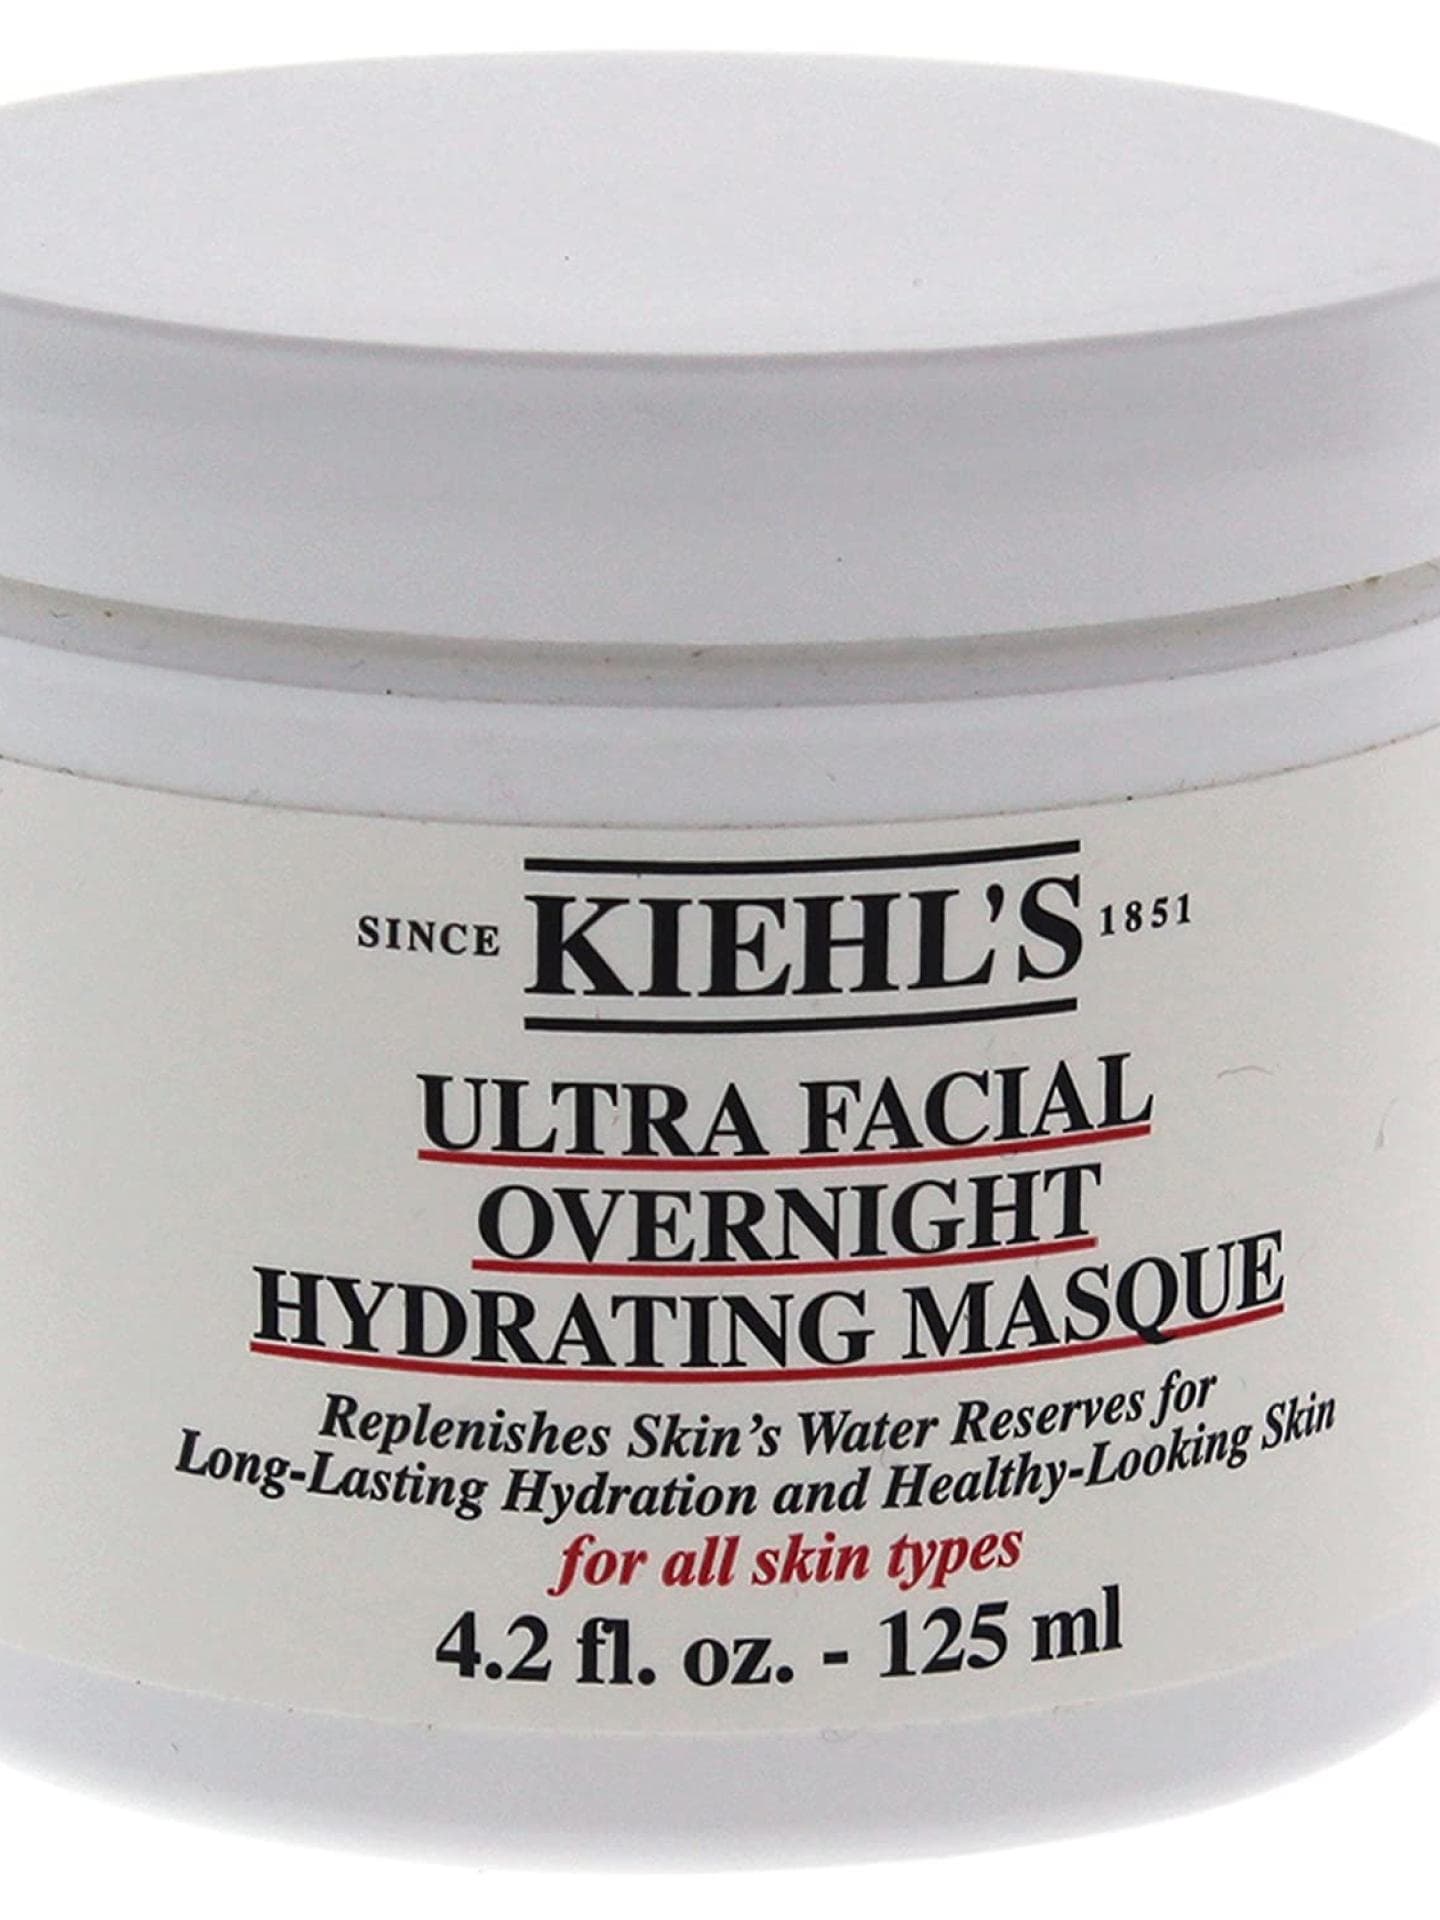 SINCE KIEHL'S 1851
ULTRA FACIAL
OVERNIGHT
HYDRATING MASQUE
Replenishes Skin's Water Reserves for
Long-Lasting Hydration and Healthy-Looking Skin
for all skin types
4.2 fl. oz. - 125 ml